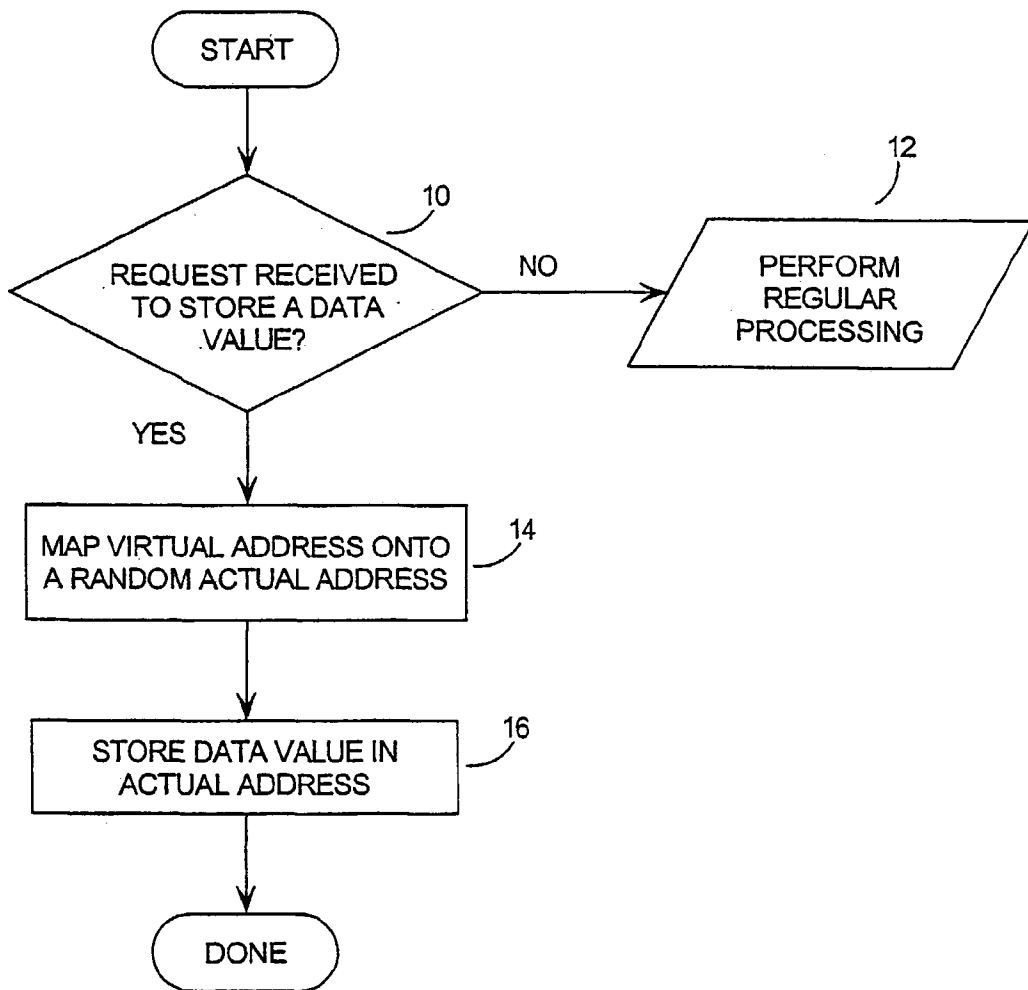 START
10
REQUEST RECEIVED
TO STORE A DATA
VALUE?
NO
12
PERFORM
REGULAR
PROCESSING
YES
14
MAP VIRTUAL ADDRESS ONTO
A RANDOM ACTUAL ADDRESS
16
STORE DATA VALUE IN
ACTUAL ADDRESS
DONE